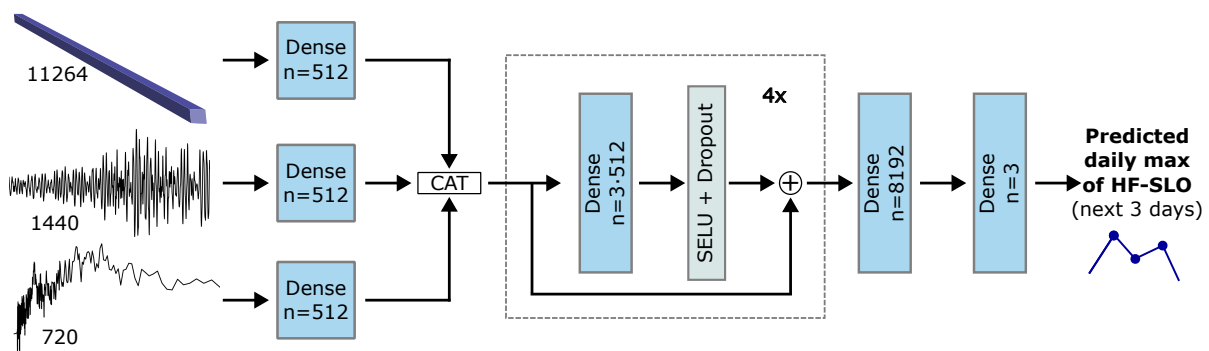 11264
Dense
n=512
1440
Dense
n=512
720
Dense
n=512
CAT
Dense
n=3·512
SELU + Dropout
4x
Dense
n=8192
Dense
n=3
Predicted
daily max
of HF-SLO
(next 3 days)